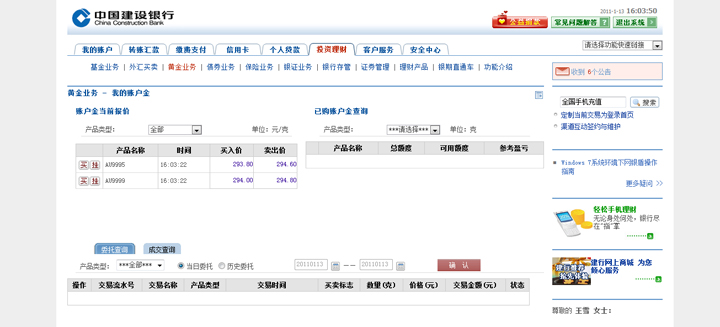 中国建设银行
China Construction Bank
2011-1-13 16:03:50
常见问题解答 ?
退出系统
我的账户 转账汇款 缴费支付 信用卡 个人贷款 投资理财 客户服务 安全中心
请选择功能快速链接
基金业务 | 外汇买卖 | 黄金业务 | 债券业务 | 保险业务 | 银证业务 | 银行存管 | 证券管理 | 理财产品 | 银期直通车 | 功能介绍
收到 6个公告
黄金业务 - 我的账户金
账户金当前报价
产品类型: 全部 单位: 元/克
产品名称 时间 买入价 卖出价
买 挂 AU9995 16:03:22 293.80 294.60
买 挂 AU9999 16:03:22 294.00 294.80
已购账户金查询
产品类型: ***请选择*** 单位: 克
产品名称 总额度 可用额度 参考盈亏
委托查询 成交查询
产品类型: ***全部*** 当日委托 历史委托 20110113 -- 20110113 确 认
操作 交易流水号 交易名称 产品类型 交易时间 买卖标志 数量(克) 价格(元) 交易金额(元) 状态
全国手机充值 搜索
定制当前交易为登录首页
渠道互动签约与维护
Windows 7系统环境下网银盾操作
指南
更多疑问 >>
轻松手机理财
无论身处何处，银行尽
在"指"掌
建行网上商城 为您
倾心服务
尊敬的 王雪 女士: